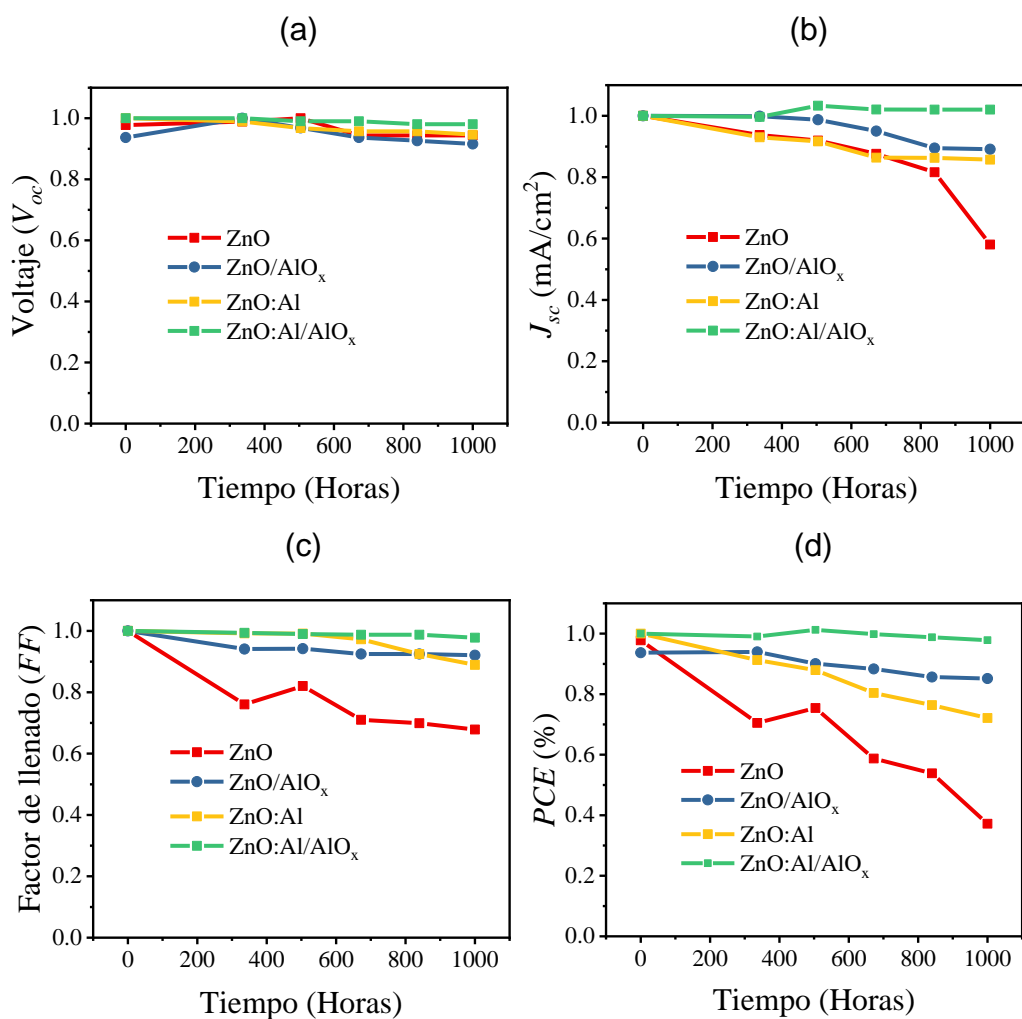 (a)
1.0
0.8
0.6
0.4
0.2
0.0
Voltaje (Voc)
ZnO
ZnO/AlOx
ZnO:Al
ZnO:Al/AlOx
0 200 400 600 800 1000
Tiempo (Horas)
(b)
1.0
0.8
0.6
0.4
0.2
0.0
Jsc (mA/cm2)
ZnO
ZnO/AlOx
ZnO:Al
ZnO:Al/AlOx
0 200 400 600 800 1000
Tiempo (Horas)
(c)
1.0
0.8
0.6
0.4
0.2
0.0
Factor de llenado (FF)
ZnO
ZnO/AlOx
ZnO:Al
ZnO:Al/AlOx
0 200 400 600 800 1000
Tiempo (Horas)
(d)
1.0
0.8
0.6
0.4
0.2
0.0
PCE (%)
ZnO
ZnO/AlOx
ZnO:Al
ZnO:Al/AlOx
0 200 400 600 800 1000
Tiempo (Horas)